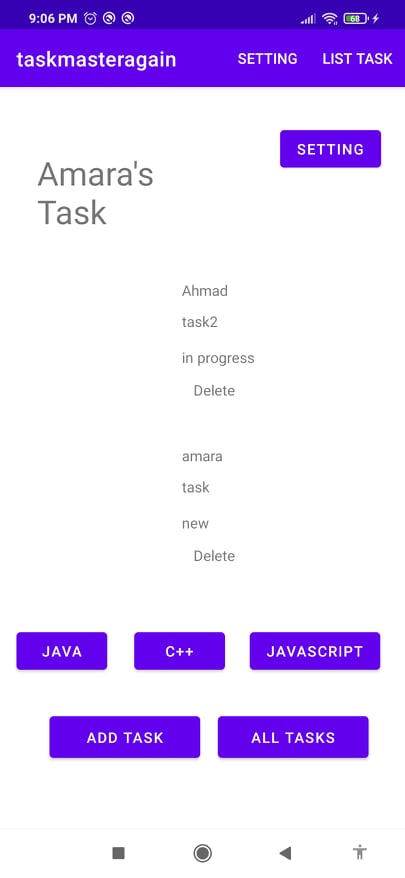 9:06 PM 68
taskmasteragain SETTING LIST TASK
SETTING
Amara's
Task
Ahmad
task2
in progress
Delete
amara
task
new
Delete
JAVA C++ JAVASCRIPT
ADD TASK ALL TASKS